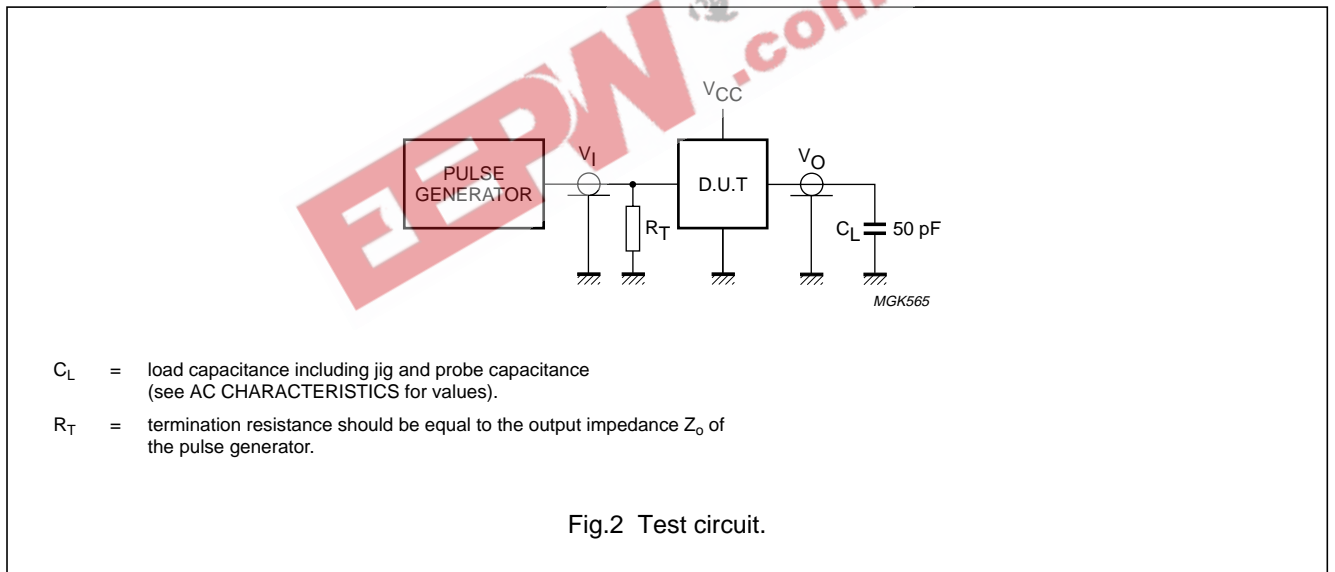 EEPW.com
V_CC
PULSE
GENERATOR
V_I
R_T
D.U.T
V_O
C_L 50 pF
MGK565
C_L = load capacitance including jig and probe capacitance
(see AC CHARACTERISTICS for values).
R_T = termination resistance should be equal to the output impedance Z_o of
the pulse generator.
Fig.2 Test circuit.